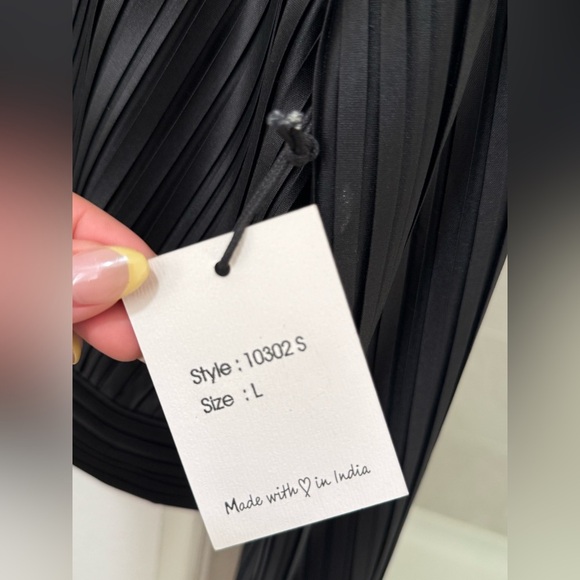 Style : 10302 S
Size : L
Made with ♡ in India